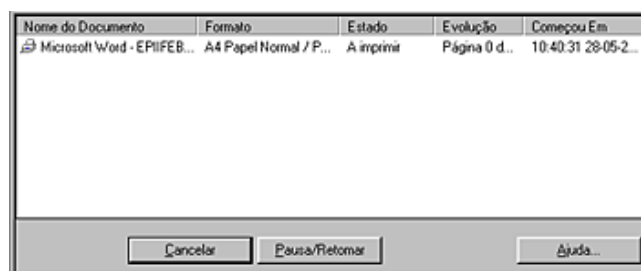 Nome do Documento Formato Estado Evolução Começou Em
Microsoft Word - EPIIFEB... A4 Papel Normal / P... A imprimir Página 0 d... 10:40:31 28-05-2...
Cancelar Pausa/Retomar Ajuda...